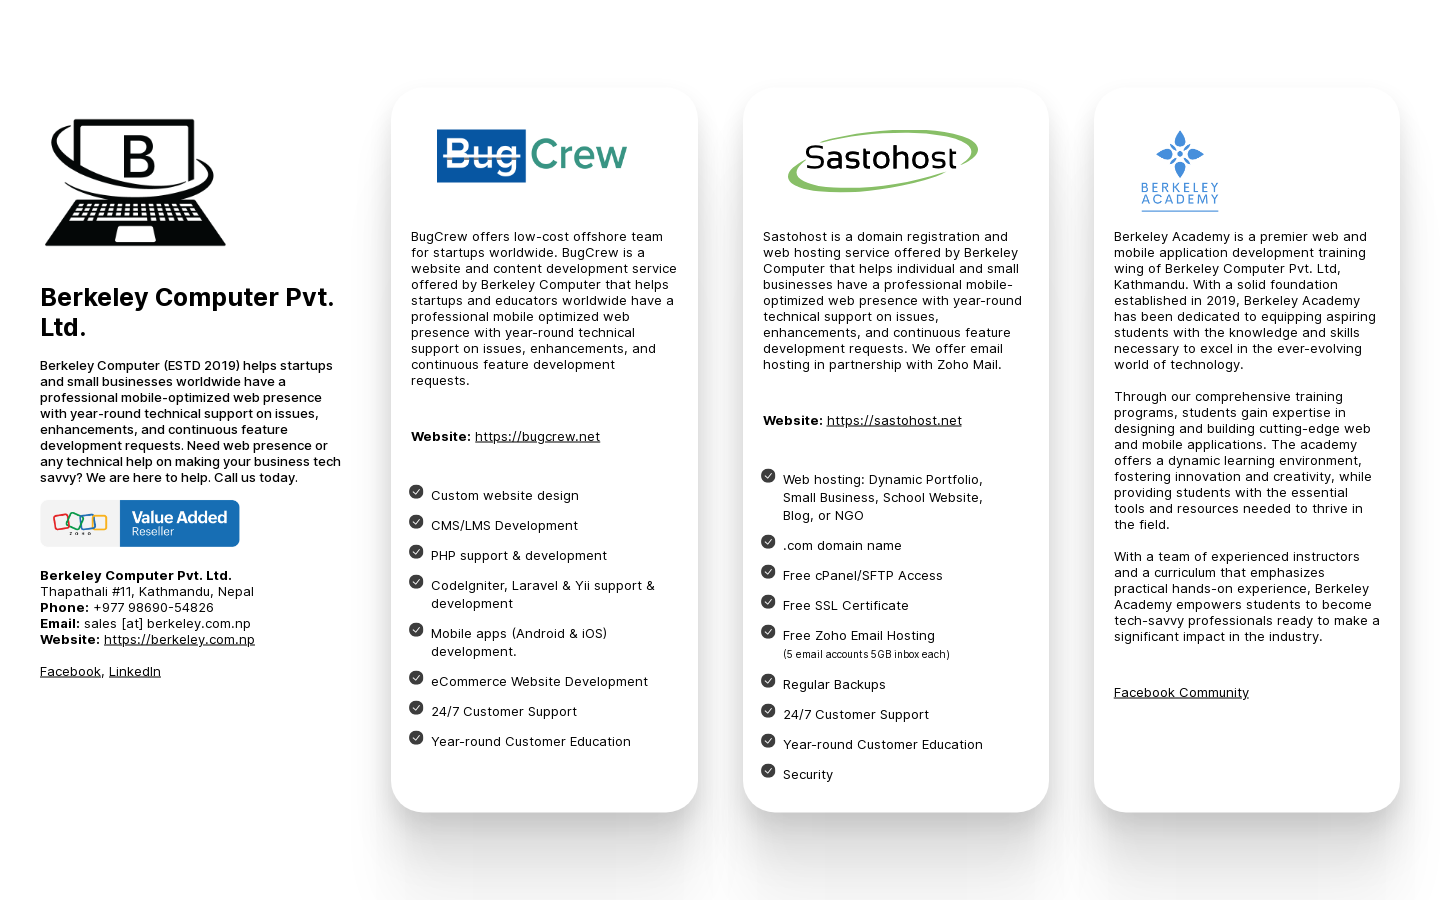 B
Berkeley Computer Pvt.
Ltd.
Berkeley Computer (ESTD 2019) helps startups
and small businesses worldwide have a
professional mobile-optimized web presence
with year-round technical support on issues,
enhancements, and continuous feature
development requests. Need web presence or
any technical help on making your business tech
savvy? We are here to help. Call us today.
ZOHO
Value Added
Reseller
Berkeley Computer Pvt. Ltd.
Thapathali #11, Kathmandu, Nepal
Phone: +977 98690-54826
Email: sales [at] berkeley.com.np
Website: https://berkeley.com.np
Facebook, LinkedIn
Bug Crew
BugCrew offers low-cost offshore team
for startups worldwide. BugCrew is a
website and content development service
offered by Berkeley Computer that helps
startups and educators worldwide have a
professional mobile optimized web
presence with year-round technical
support on issues, enhancements, and
continuous feature development
requests.
Website: https://bugcrew.net
Custom website design
CMS/LMS Development
PHP support & development
CodeIgniter, Laravel & Yii support &
development
Mobile apps (Android & iOS)
development.
eCommerce Website Development
24/7 Customer Support
Year-round Customer Education
Sastohost
Sastohost is a domain registration and
web hosting service offered by Berkeley
Computer that helps individual and small
businesses have a professional mobile-
optimized web presence with year-round
technical support on issues,
enhancements, and continuous feature
development requests. We offer email
hosting in partnership with Zoho Mail.
Website: https://sastohost.net
Web hosting: Dynamic Portfolio,
Small Business, School Website,
Blog, or NGO
.com domain name
Free cPanel/SFTP Access
Free SSL Certificate
Free Zoho Email Hosting
(5 email accounts 5GB inbox each)
Regular Backups
24/7 Customer Support
Year-round Customer Education
Security
BERKELEY
ACADEMY
Berkeley Academy is a premier web and
mobile application development training
wing of Berkeley Computer Pvt. Ltd,
Kathmandu. With a solid foundation
established in 2019, Berkeley Academy
has been dedicated to equipping aspiring
students with the knowledge and skills
necessary to excel in the ever-evolving
world of technology.
Through our comprehensive training
programs, students gain expertise in
designing and building cutting-edge web
and mobile applications. The academy
offers a dynamic learning environment,
fostering innovation and creativity, while
providing students with the essential
tools and resources needed to thrive in
the field.
With a team of experienced instructors
and a curriculum that emphasizes
practical hands-on experience, Berkeley
Academy empowers students to become
tech-savvy professionals ready to make a
significant impact in the industry.
Facebook Community